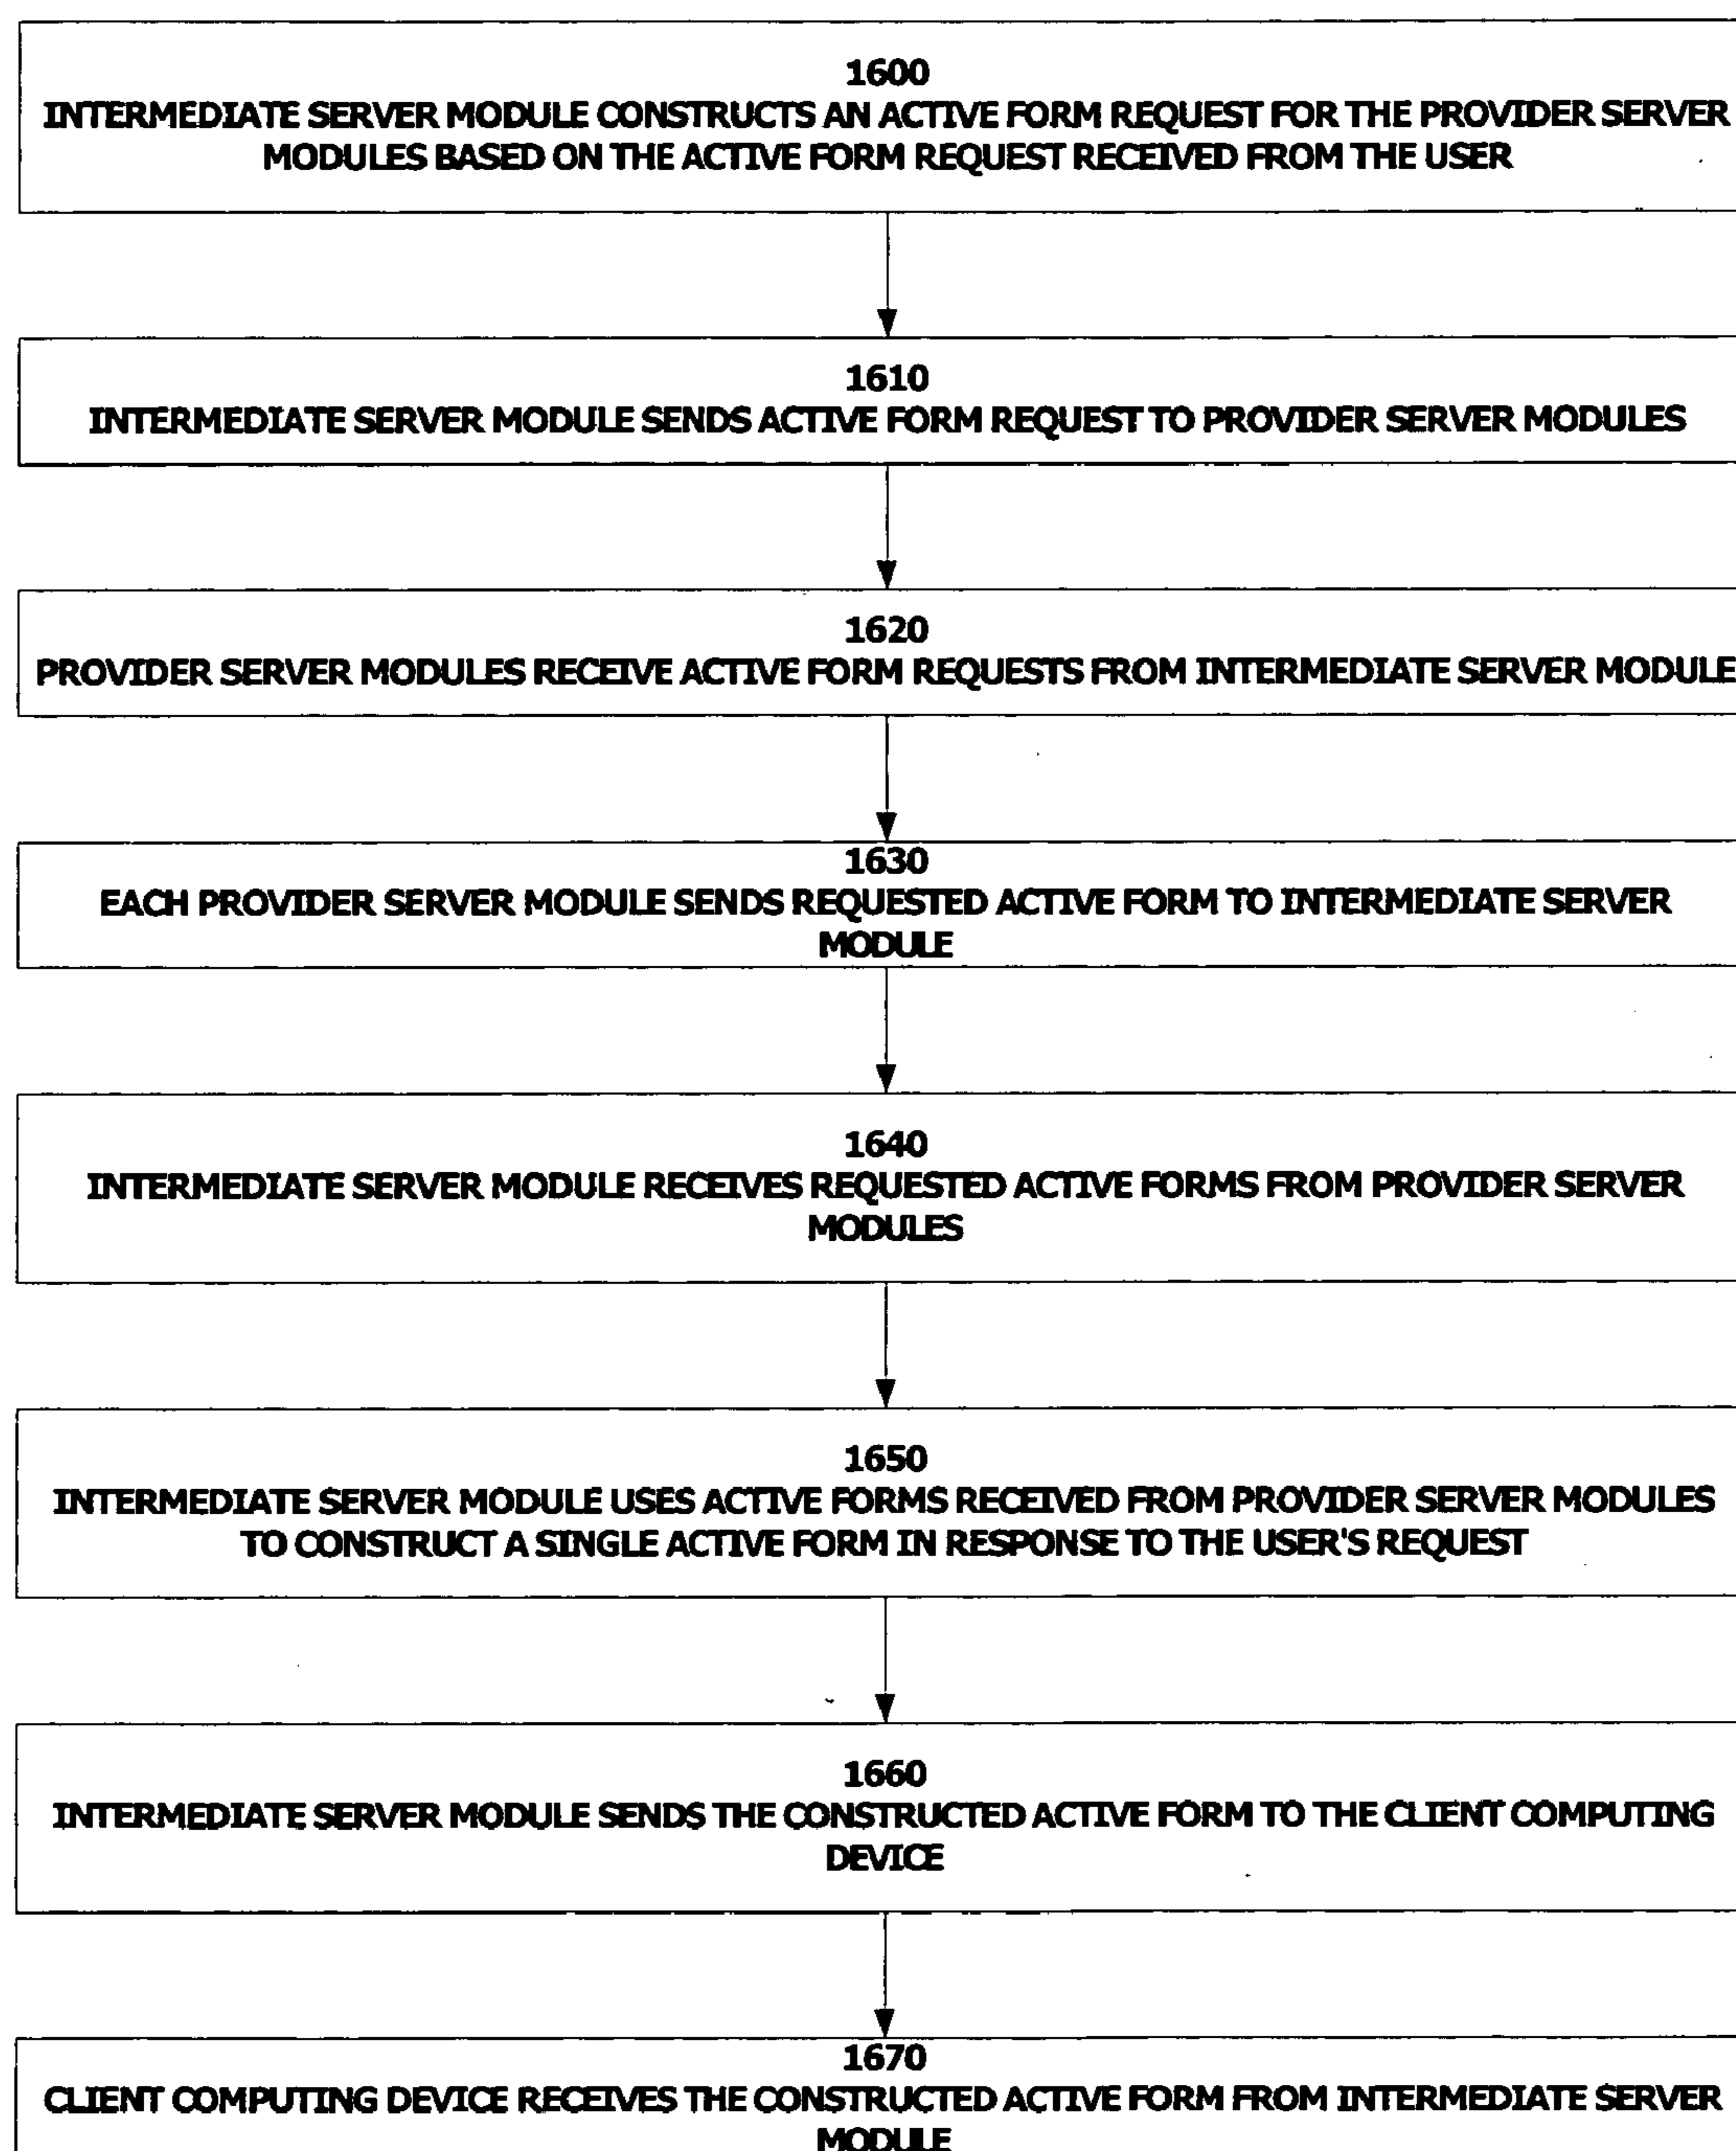 1600
INTERMEDIATE SERVER MODULE CONSTRUCTS AN ACTIVE FORM REQUEST FOR THE PROVIDER SERVER
MODULES BASED ON THE ACTIVE FORM REQUEST RECEIVED FROM THE USER
1610
INTERMEDIATE SERVER MODULE SENDS ACTIVE FORM REQUEST TO PROVIDER SERVER MODULES
1620
PROVIDER SERVER MODULES RECEIVE ACTIVE FORM REQUESTS FROM INTERMEDIATE SERVER MODULE
1630
EACH PROVIDER SERVER MODULE SENDS REQUESTED ACTIVE FORM TO INTERMEDIATE SERVER
MODULE
1640
INTERMEDIATE SERVER MODULE RECEIVES REQUESTED ACTIVE FORMS FROM PROVIDER SERVER
MODULES
1650
INTERMEDIATE SERVER MODULE USES ACTIVE FORMS RECEIVED FROM PROVIDER SERVER MODULES
TO CONSTRUCT A SINGLE ACTIVE FORM IN RESPONSE TO THE USER'S REQUEST
1660
INTERMEDIATE SERVER MODULE SENDS THE CONSTRUCTED ACTIVE FORM TO THE CLIENT COMPUTING
DEVICE
1670
CLIENT COMPUTING DEVICE RECEIVES THE CONSTRUCTED ACTIVE FORM FROM INTERMEDIATE SERVER
MODULE